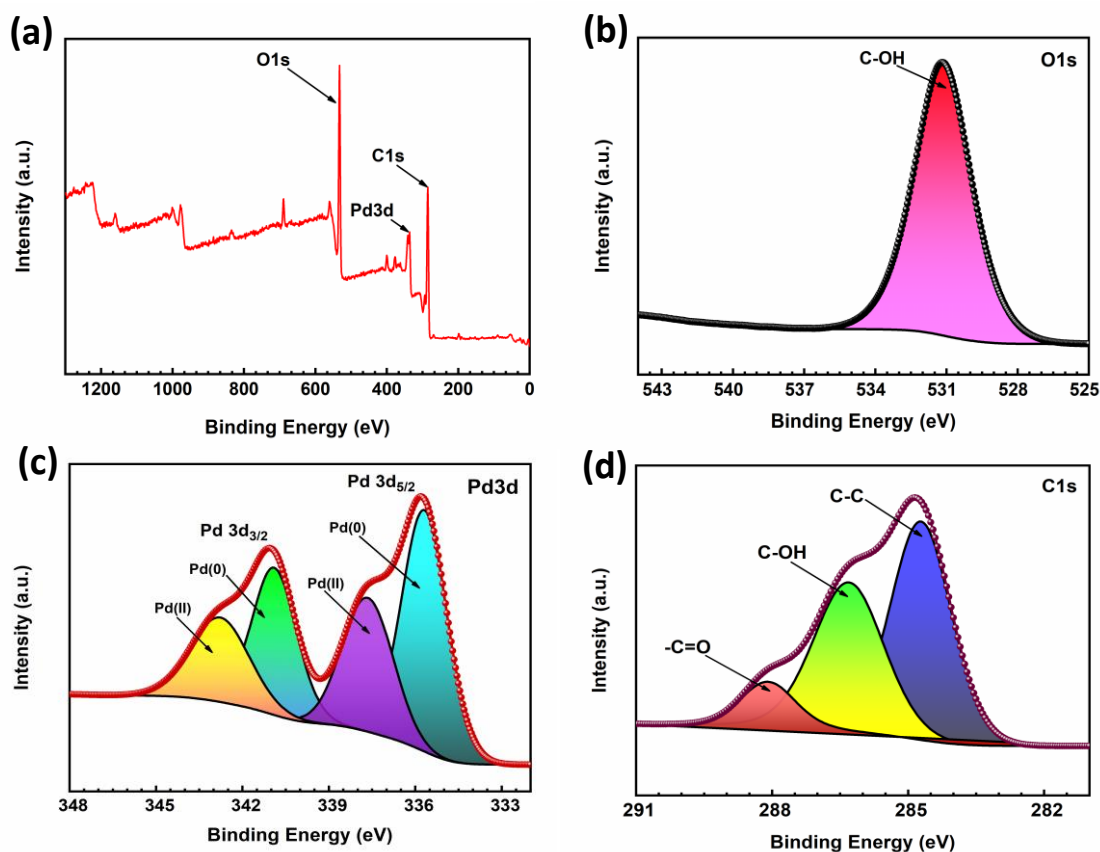 (a)
O1s
C1s
Pd3d
Intensity (a.u.)
1200 1000 800 600 400 200 0
Binding Energy (eV)
(b)
O1s
C-OH
Intensity (a.u.)
543 540 537 534 531 528 525
Binding Energy (eV)
(c)
Pd3d
Pd 3d5/2
Pd 3d3/2
Pd(0)
Pd(0)
Pd(II)
Pd(II)
Intensity (a.u.)
348 345 342 339 336 333
Binding Energy (eV)
(d)
C1s
C-C
C-OH
-C=O
Intensity (a.u.)
291 288 285 282
Binding Energy (eV)